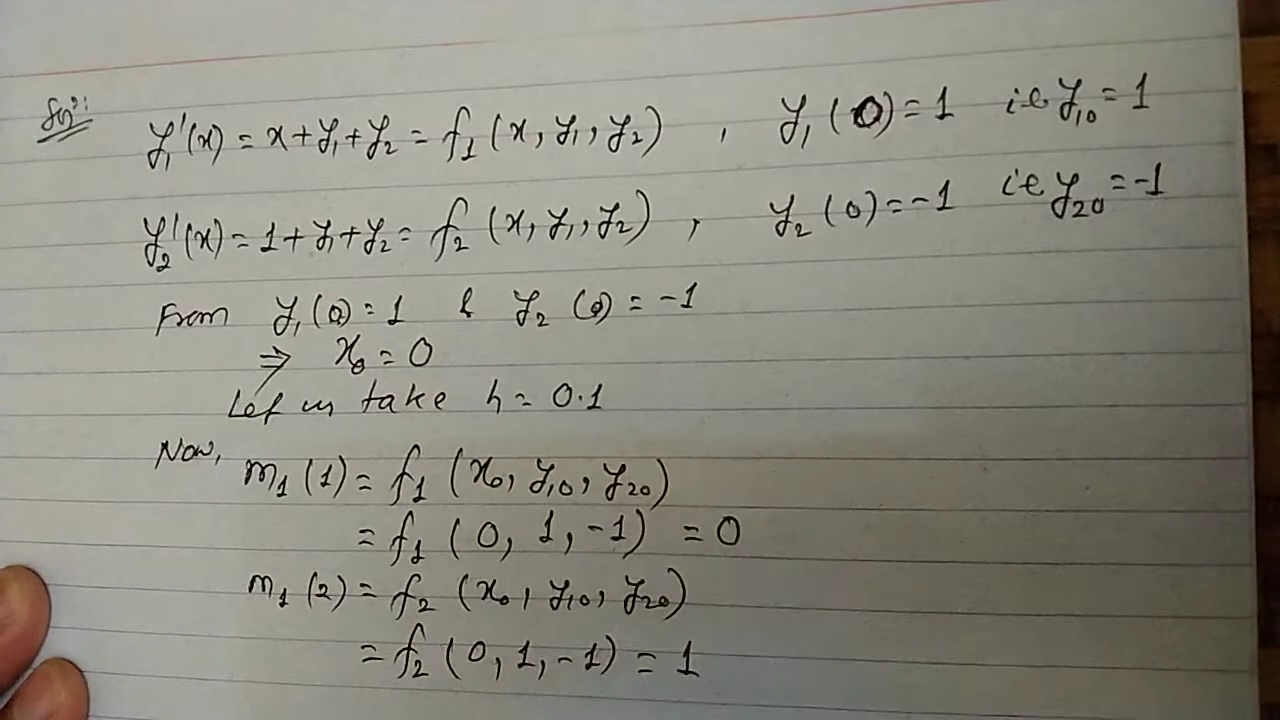 Solⁿ:
y₁'(x) = x + y₁ + y₂ = f₁ (x, y₁, y₂) , y₁ (0) = 1 i.e y₁₀ = 1
y₂'(x) = 1 + y₁ + y₂ = f₂ (x, y₁, y₂) , y₂ (0) = -1 i.e y₂₀ = -1
From y₁(0) = 1 & y₂ (0) = -1
⇒ x₀ = 0
Let us take h = 0.1
Now,
m₁ (1) = f₁ (x₀, y₁₀, y₂₀)
= f₁ (0, 1, -1) = 0
m₁ (2) = f₂ (x₀, y₁₀, y₂₀)
= f₂ (0, 1, -1) = 1